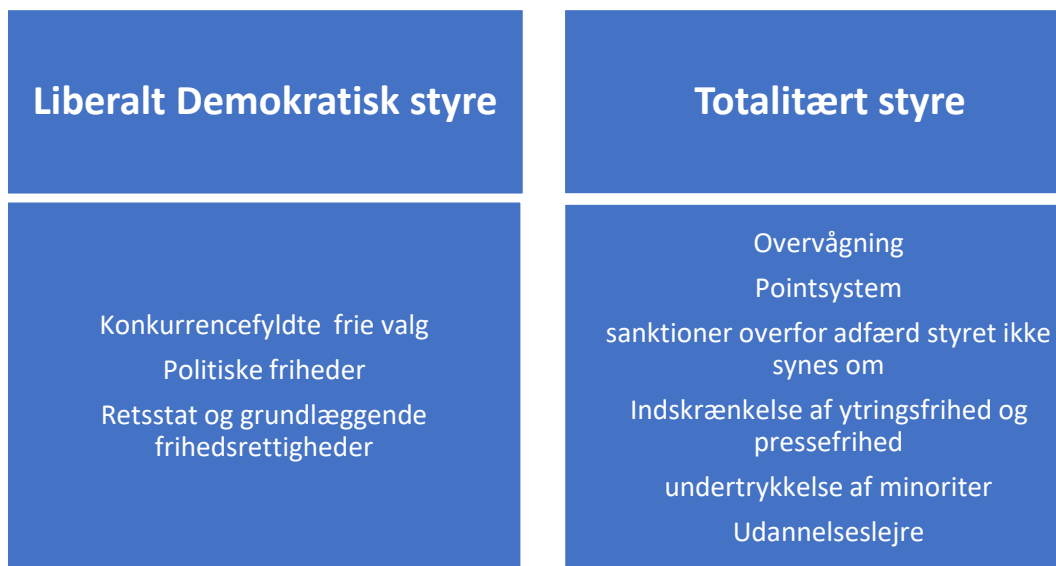 Liberalt Demokratisk styre
Konkurrencefyldte frie valg
Politiske friheder
Retsstat og grundlæggende
frihedsrettigheder
Totalitært styre
Overvågning
Pointsystem
sanktioner overfor adfærd styret ikke
synes om
Indskrænkelse af ytringsfrihed og
pressefrihed
undertrykkelse af minoriter
Udannelseslejre